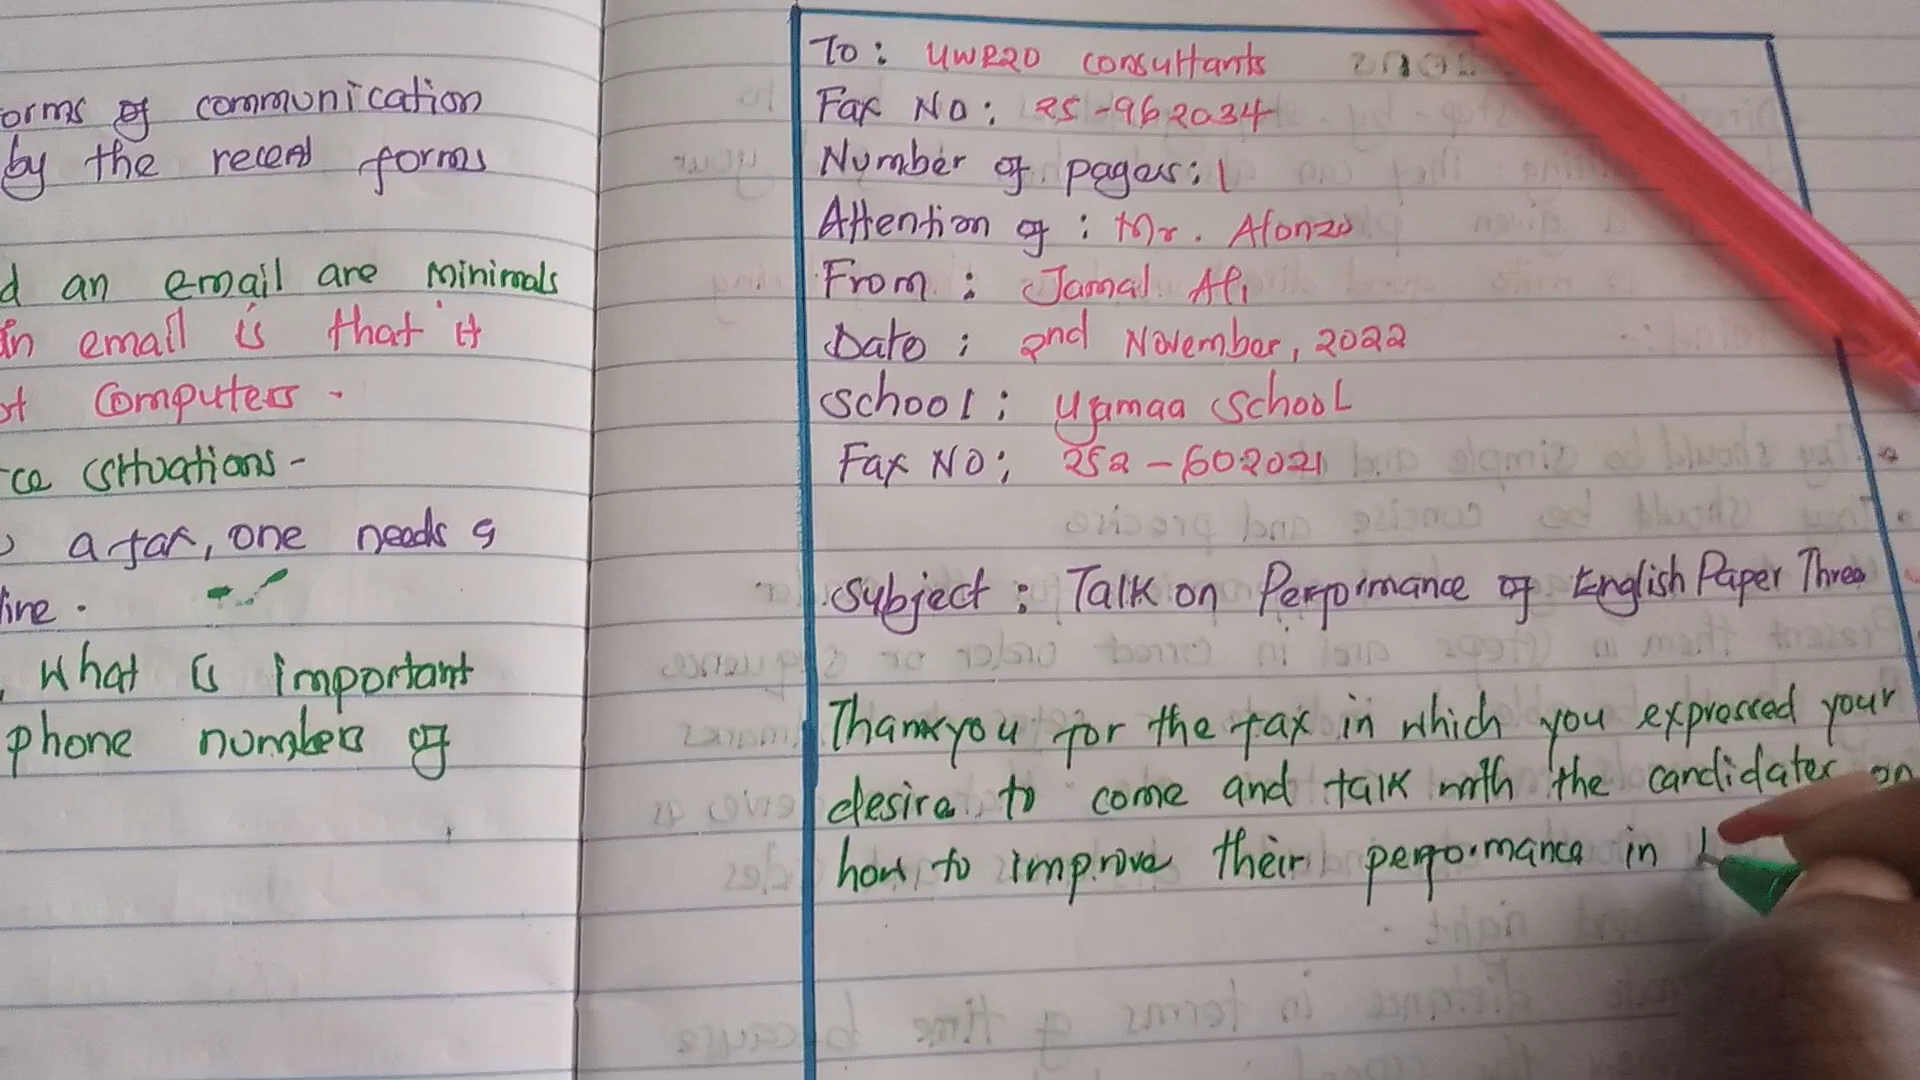 orms of communication
by the recent forms
d an email are minimals
in email is that it
st Computers.
ce situations-
a fax, one needs a
line.
What is important
phone numbers of
To: UWEZO consultants
Fax NO: 25-962034
Number of pages: 1
Attention of: Mr. Afonzo
From: Jamal Afi
Date: 2nd November, 2022
School: Ujamaa School
Fax NO: 252-602021
Subject: Talk on Performance of English Paper Three
Thankyou for the fax in which you expressed your
desire to come and talk with the candidates on
how to improve their performance in